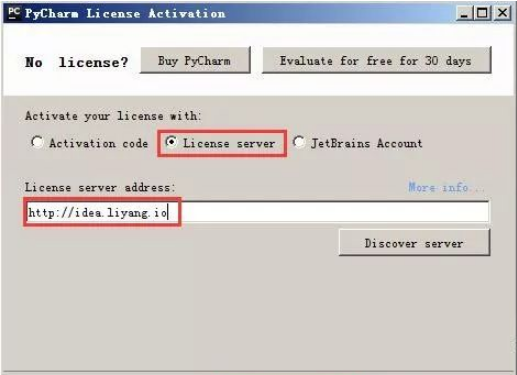 PC PyCharm License Activation
No license? Buy PyCharm Evaluate for free for 30 days
Activate your license with:
Activation code License server JetBrains Account
License server address: More info...
http://idea.liyang.io
Discover server